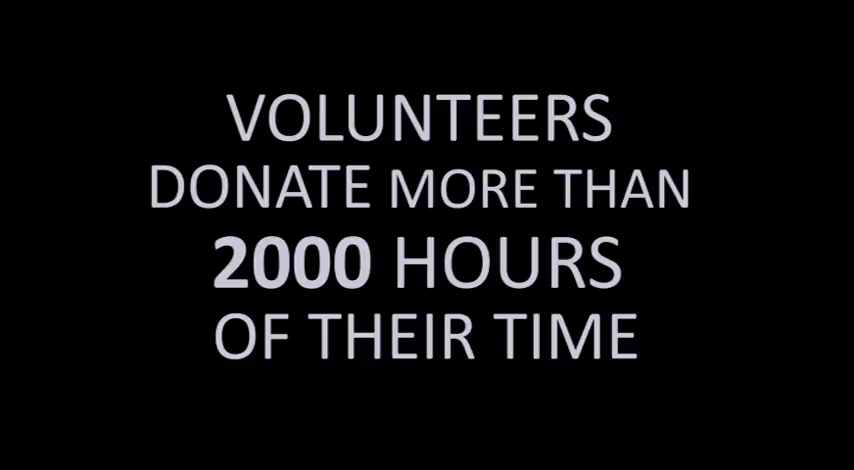 VOLUNTEERS
DONATE MORE THAN
2000 HOURS
OF THEIR TIME